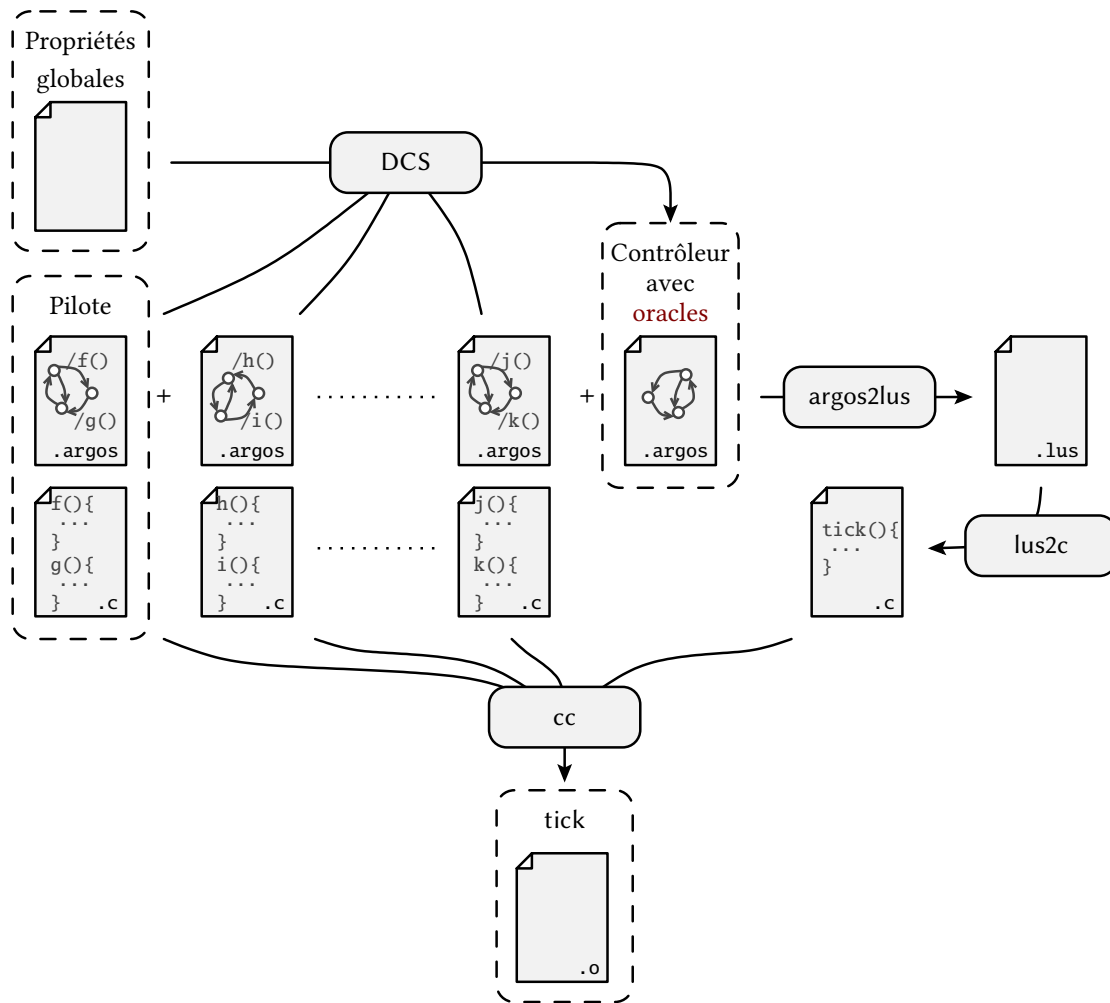 Propriétés
globales
DCS
Contrôleur
avec
oracles
Pilote
/f()
/g()
.argos
+
/h()
/i()
.argos
/j()
/k()
.argos
+
.argos
argos2lus
.lus
f(){
...
}
g(){
...
}
.c
h(){
...
}
i(){
...
}
.c
j(){
...
}
k(){
...
}
.c
tick(){
...
}
.c
lus2c
cc
tick
.o